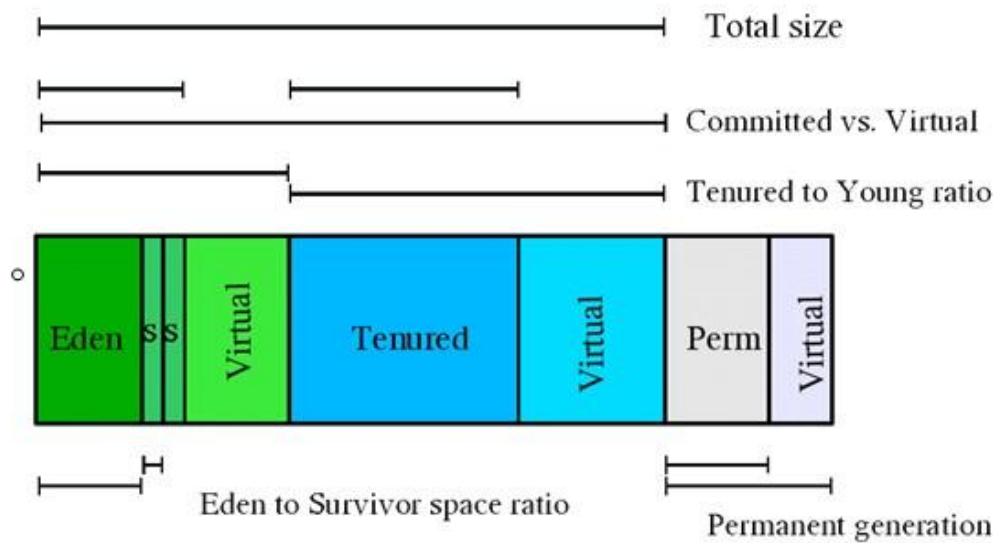 Total size
Committed vs. Virtual
Tenured to Young ratio
Eden
S
S
Virtual
Tenured
Virtual
Perm
Virtual
Eden to Survivor space ratio
Permanent generation